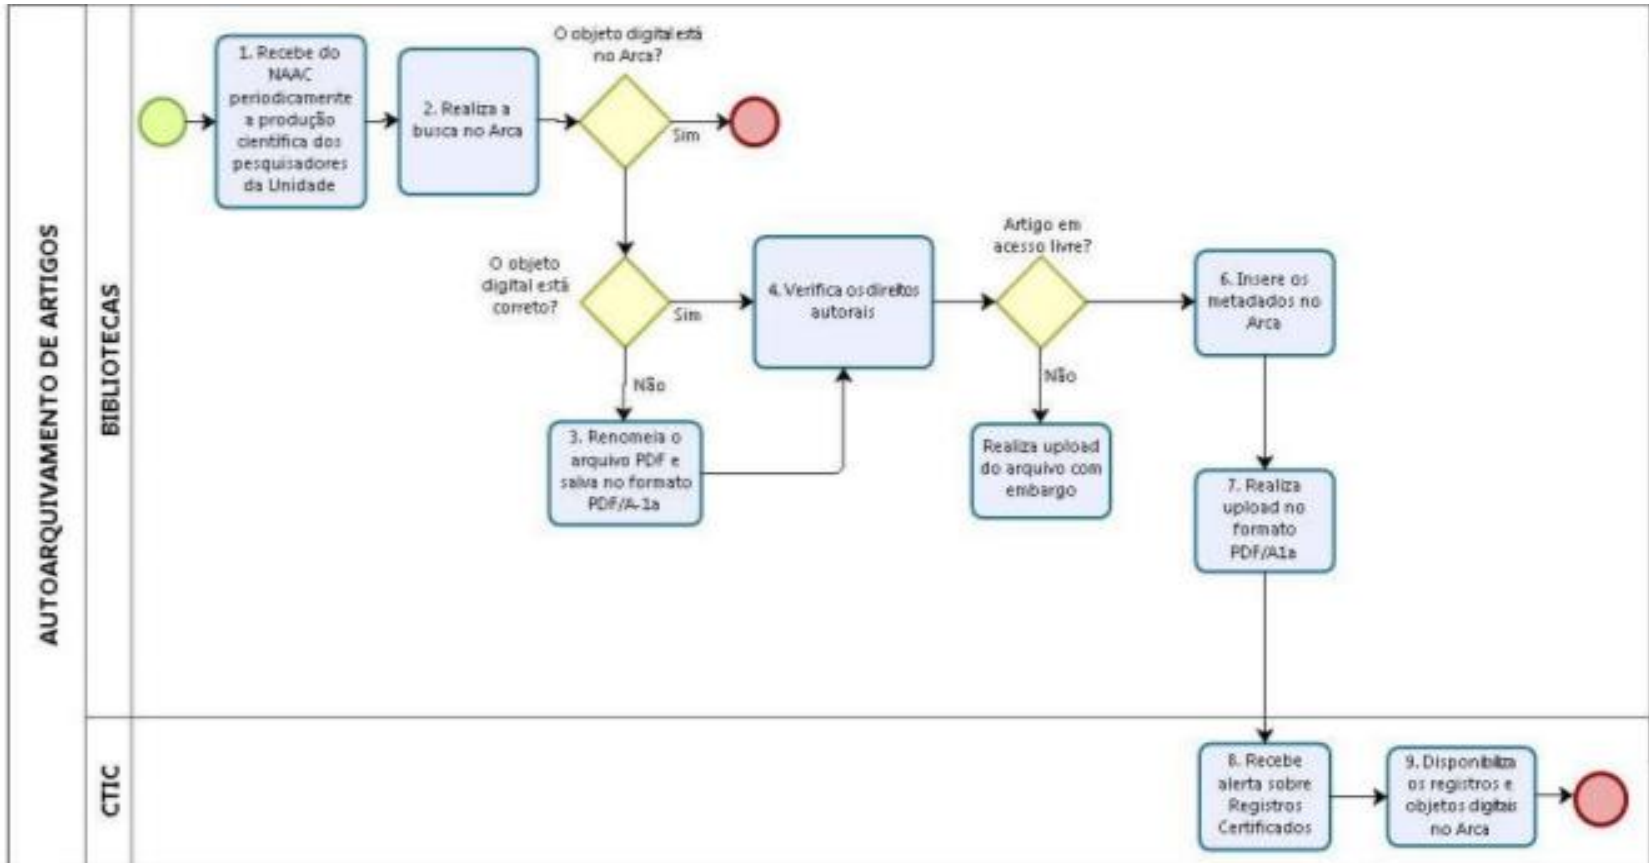 AUTOARQUIVAMENTO DE ARTIGOS
BIBLIOTECAS
1. Recebe do
NAAC
periodicamente
a produção
científica dos
pesquisadores
da Unidade
2. Realiza a
busca no Arca
O objeto digital está
no Arca?
Sim
O objeto
digital está
correto?
Sim
Não
3. Renomeia o
arquivo PDF e
salva no formato
PDF/A-1a
4. Verifica os direitos
autorais
Artigo em
acesso livre?
Não
Realiza upload
do arquivo com
embargo
6. Insere os
metadados no
Arca
7. Realiza
upload no
formato
PDF/A1a
CTIC
8. Recebe
alerta sobre
Registros
Certificados
9. Disponibiliza
os registros e
objetos digitais
no Arca